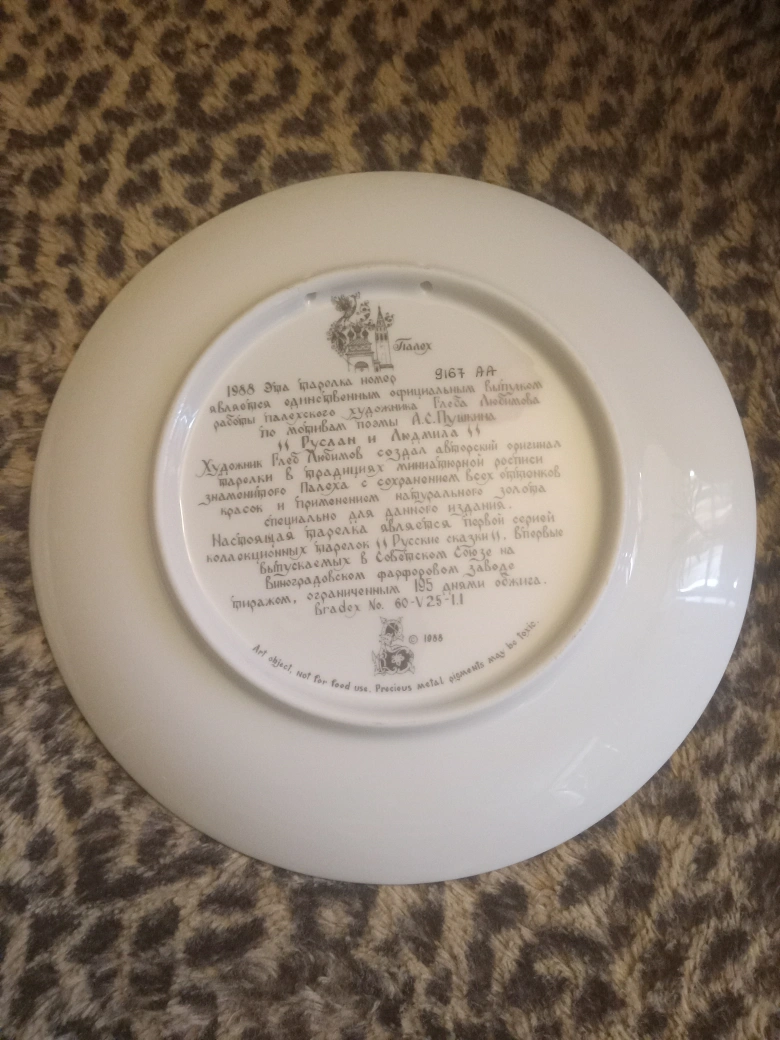 Палех
1988 Эта тарелка номер 9167 АА
является единственным официальным выпуском
работы палехского художника Глеба Любимова
по мотивам поэмы А.С.Пушкина
"Руслан и Людмила"
Художник Глеб Любимов создал авторский оригинал
тарелки в традициях миниатюрной росписи
знаменитого Палеха с сохранением всех оттенков
красок и применением натурального золота
специально для данного издания.
Настоящая тарелка является первой серией
коллекционных тарелок "Русские сказки". Впервые
выпускаемых в Советском Союзе на
Виноградовском фарфоровом заводе
тиражом, ограниченным 195 днями обжига.
Bradex No. 60-V25-1.1
© 1988
Art object, not for food use. Precious metal pigments may be toxic.